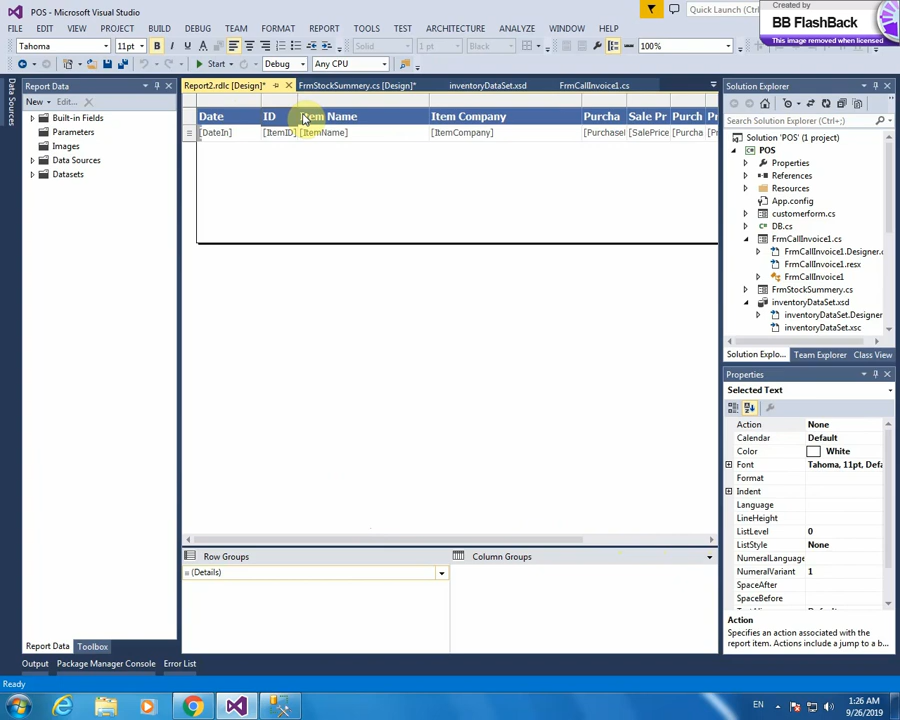 POS - Microsoft Visual Studio
Quick Launch (
Created by
BB FlashBack
[This image removed when licensed]
FILE EDIT VIEW PROJECT BUILD DEBUG TEAM FORMAT REPORT TOOLS TEST ARCHITECTURE ANALYZE WINDOW HELP
Tahoma 11pt B I U A Solid 1 pt 100%
Start Debug Any CPU
Data Sources
Report Data
New Edit...
Built-in Fields
Parameters
Images
Data Sources
Datasets
Report Data Toolbox
Report2.rdlc [Design]* FrmStockSummery.cs [Design]* inventoryDataSet.xsd FrmCallInvoice1.cs
Date ID Item Name Item Company Purcha Sale Pr Purch Pr
[DateIn] [ItemID] [ItemName] [ItemCompany] [Purchasel [SalePrice [Purcha [Pr
Row Groups Column Groups
(Details)
Solution Explorer
Search Solution Explorer (Ctrl+;)
Solution 'POS' (1 project)
POS
Properties
References
Resources
App.config
customerform.cs
DB.cs
FrmCallInvoice1.cs
FrmCallInvoice1.Designer.c
FrmCallInvoice1.resx
FrmCallInvoice1
FrmStockSummery.cs
inventoryDataSet.xsd
inventoryDataSet.Designer
inventoryDataSet.xsc
Solution Explo... Team Explorer Class View
Properties
Selected Text
Action None
Calendar Default
Color White
Font Tahoma, 11pt, Defa
Format
Indent
Language
LineHeight
ListLevel 0
ListStyle None
NumeralLanguage
NumeralVariant 1
SpaceAfter
SpaceBefore
Action
Specifies an action associated with the
report item. Actions include a jump to a b...
Output Package Manager Console Error List
Ready
EN 1:26 AM
9/26/2019